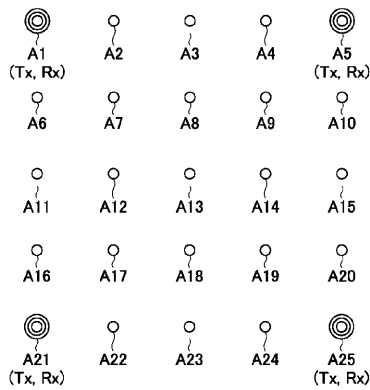 A1 A2 A3 A4 A5
(Tx, Rx) (Tx, Rx)
A6 A7 A8 A9 A10
A11 A12 A13 A14 A15
A16 A17 A18 A19 A20
A21 A22 A23 A24 A25
(Tx, Rx) (Tx, Rx)